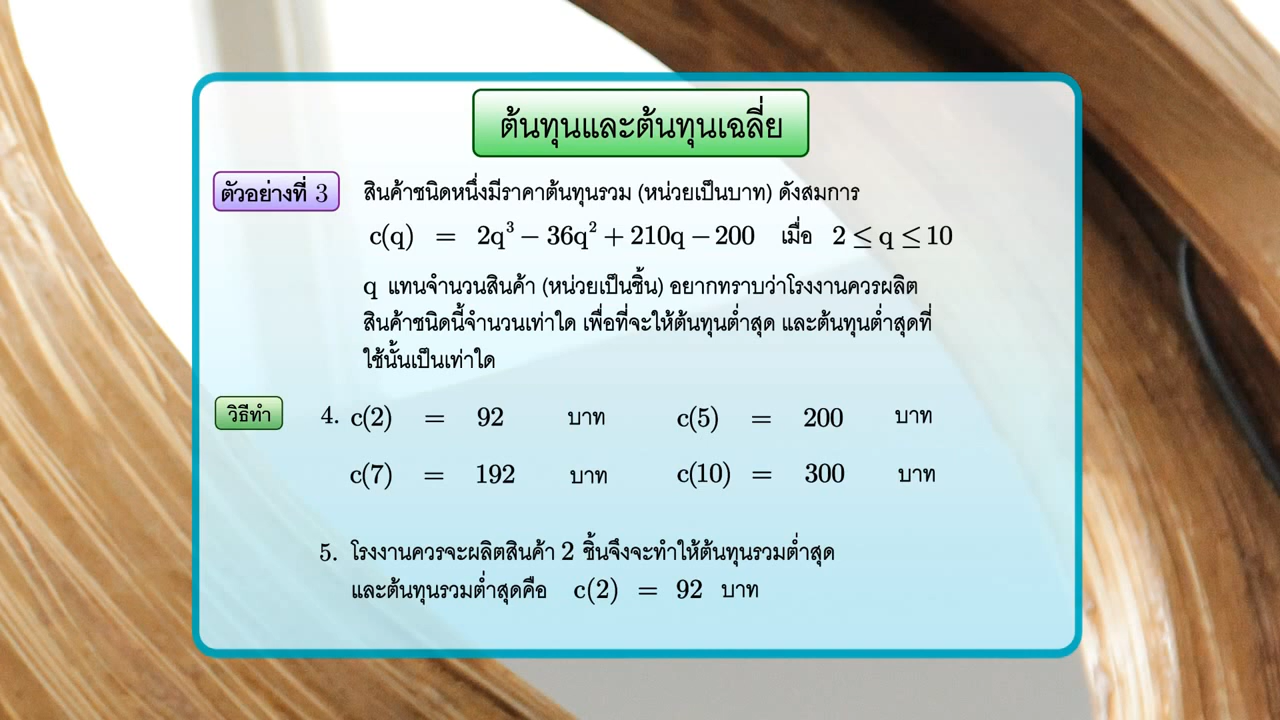 ต้นทุนและต้นทุนเฉลี่ย
ตัวอย่างที่ 3 สินค้าชนิดหนึ่งมีราคาต้นทุนรวม (หน่วยเป็นบาท) ดังสมการ
c(q) = 2q³ − 36q² + 210q − 200 เมื่อ 2 ≤ q ≤ 10
q แทนจำนวนสินค้า (หน่วยเป็นชิ้น) อยากทราบว่าโรงงานควรผลิต
สินค้าชนิดนี้จำนวนเท่าใด เพื่อที่จะให้ต้นทุนต่ำสุด และต้นทุนต่ำสุดที่
ใช้นั้นเป็นเท่าใด
วิธีทำ 4. c(2) = 92 บาท c(5) = 200 บาท
c(7) = 192 บาท c(10) = 300 บาท
5. โรงงานควรจะผลิตสินค้า 2 ชิ้นจึงจะทำให้ต้นทุนรวมต่ำสุด
และต้นทุนรวมต่ำสุดคือ c(2) = 92 บาท